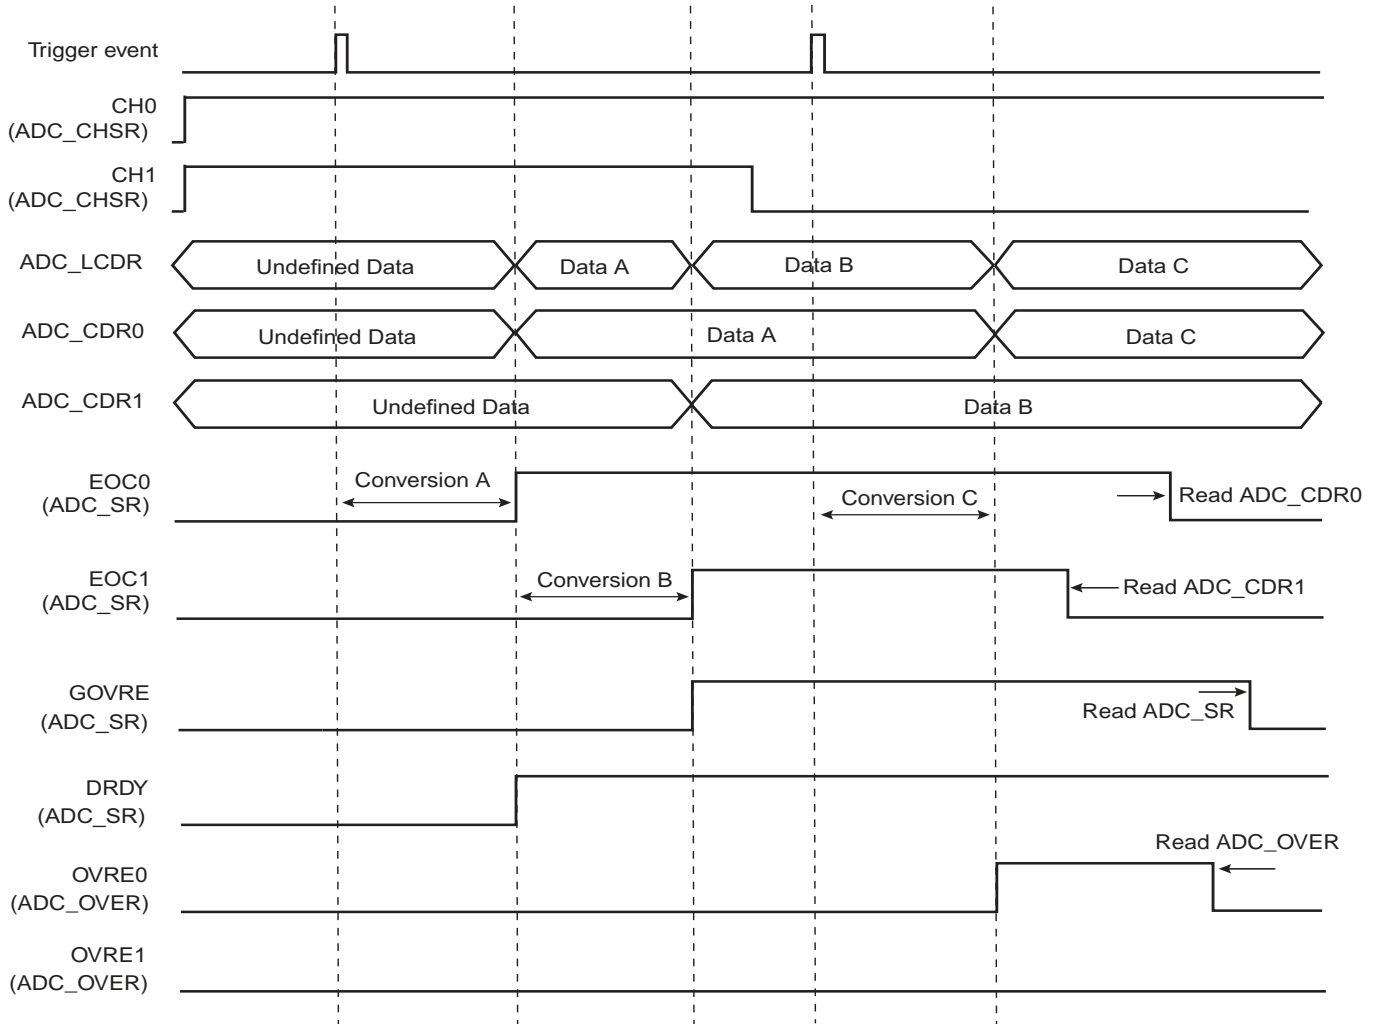 Trigger event
CH0
(ADC_CHSR)
CH1
(ADC_CHSR)
ADC_LCDR
Undefined Data
Data A
Data B
Data C
ADC_CDR0
Undefined Data
Data A
Data C
ADC_CDR1
Undefined Data
Data B
EOC0
(ADC_SR)
Conversion A
Conversion C
Read ADC_CDR0
EOC1
(ADC_SR)
Conversion B
Read ADC_CDR1
GOVRE
(ADC_SR)
Read ADC_SR
DRDY
(ADC_SR)
Read ADC_OVER
OVRE0
(ADC_OVER)
OVRE1
(ADC_OVER)